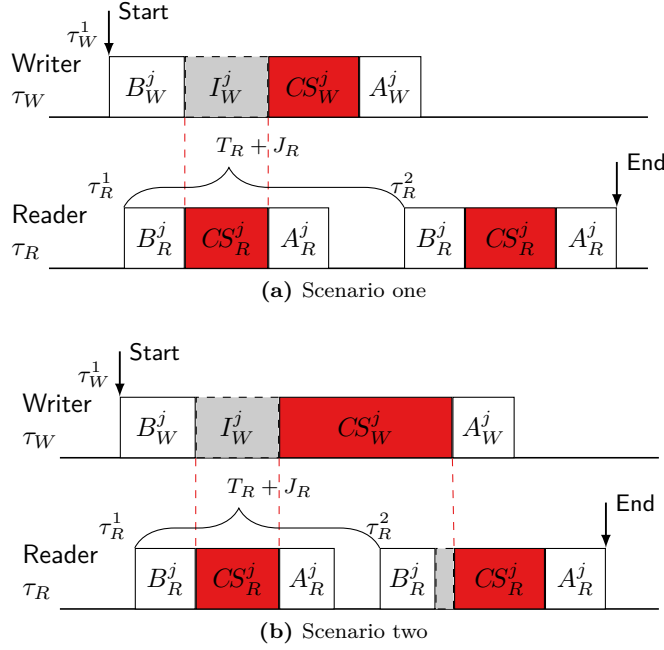 τ_W^1 Start
Writer
τ_W
B_W^j I_W^j CS_W^j A_W^j
T_R + J_R
τ_R^1 τ_R^2 End
Reader
τ_R
B_R^j CS_R^j A_R^j B_R^j CS_R^j A_R^j
(a) Scenario one
τ_W^1 Start
Writer
τ_W
B_W^j I_W^j CS_W^j A_W^j
T_R + J_R
τ_R^1 τ_R^2 End
Reader
τ_R
B_R^j CS_R^j A_R^j B_R^j CS_R^j A_R^j
(b) Scenario two